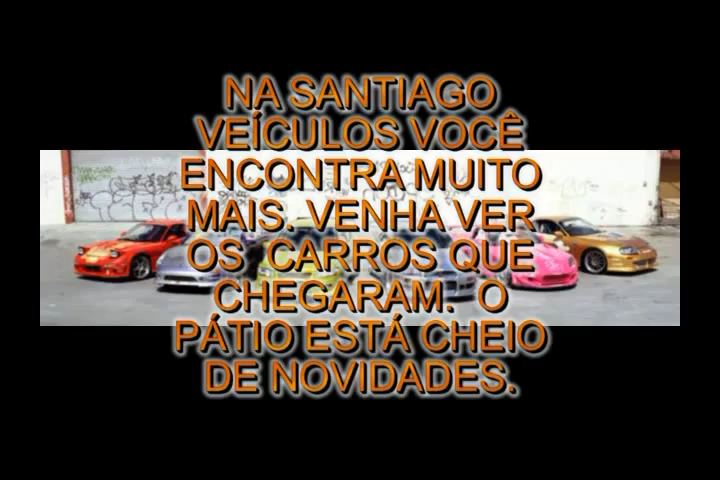 NA SANTIAGO
VEÍCULOS VOCÊ
ENCONTRA MUITO
MAIS. VENHA VER
OS CARROS QUE
CHEGARAM. O
PÁTIO ESTÁ CHEIO
DE NOVIDADES.